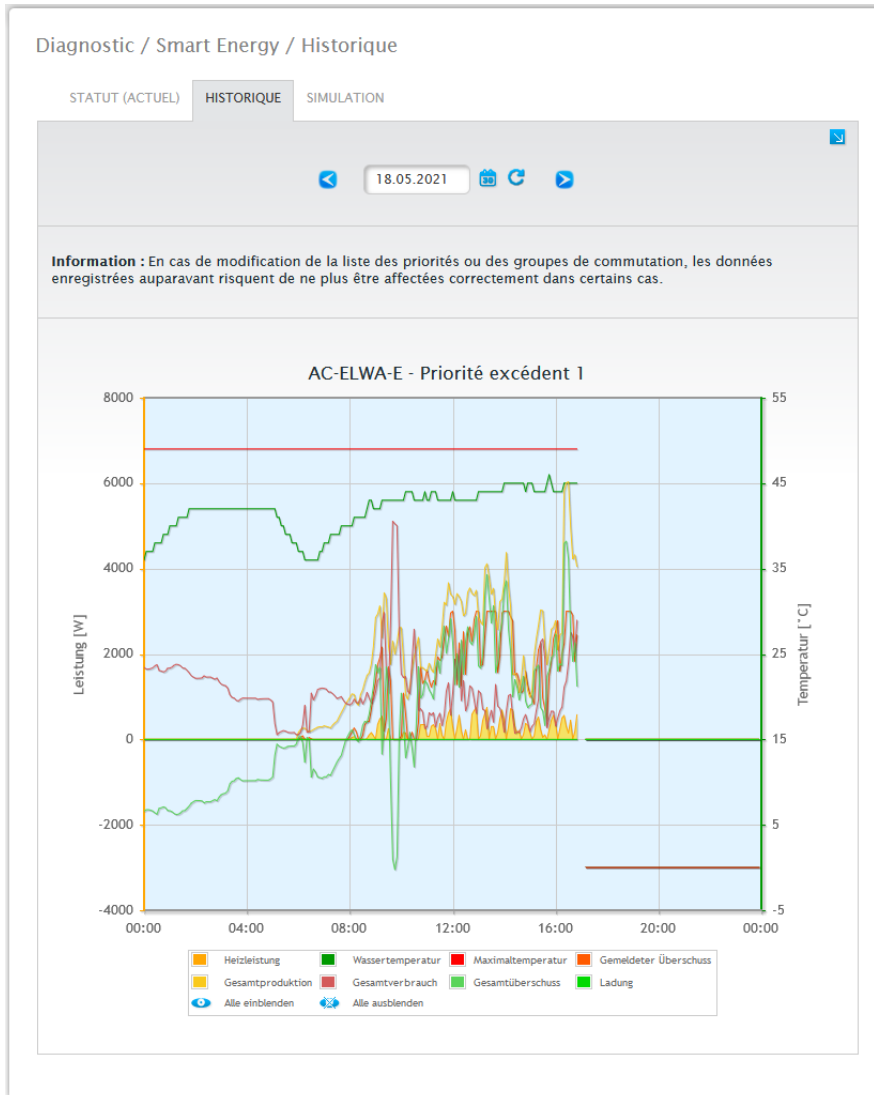 Diagnostic / Smart Energy / Historique
STATUT (ACTUEL) HISTORIQUE SIMULATION
18.05.2021 30
Information : En cas de modification de la liste des priorités ou des groupes de commutation, les données
enregistrées auparavant risquent de ne plus être affectées correctement dans certains cas.
AC-ELWA-E - Priorité excédent 1
8000 55
6000 45
4000 35
2000 25
0 15
-2000 5
-4000 -5
Leistung [W]
Temperatur [°C]
00:00 04:00 08:00 12:00 16:00 20:00 00:00
Heizleistung Wassertemperatur Maximaltemperatur Gemeldeter Überschuss
Gesamtproduktion Gesamtverbrauch Gesamtüberschuss Ladung
Alle einblenden Alle ausblenden